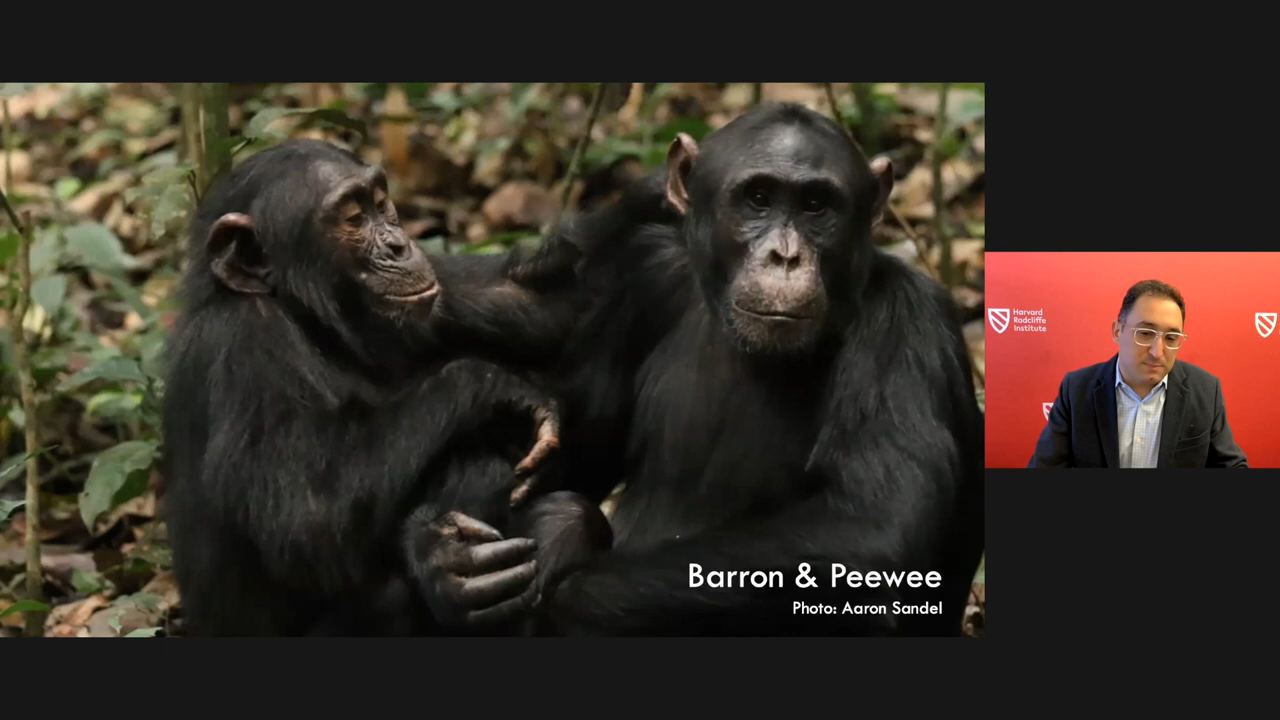 Barron & Peewee
Photo: Aaron Sandel
Harvard
Radcliffe
Institute